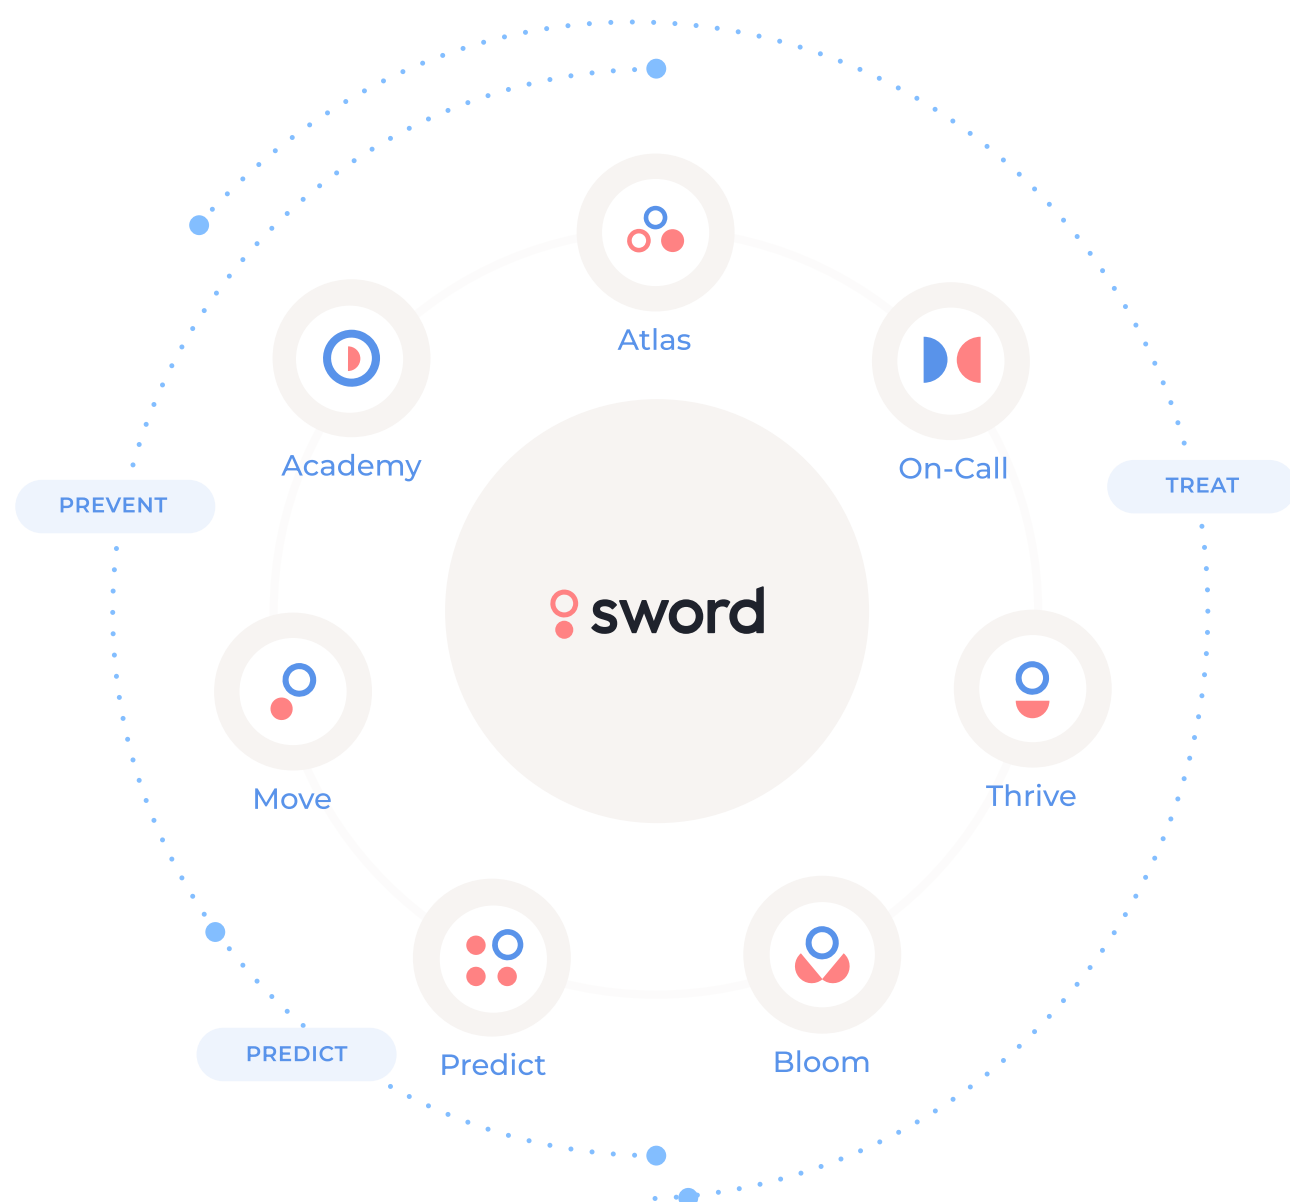 Atlas
Academy
On-Call
PREVENT
TREAT
sword
Move
Thrive
PREDICT
Predict
Bloom